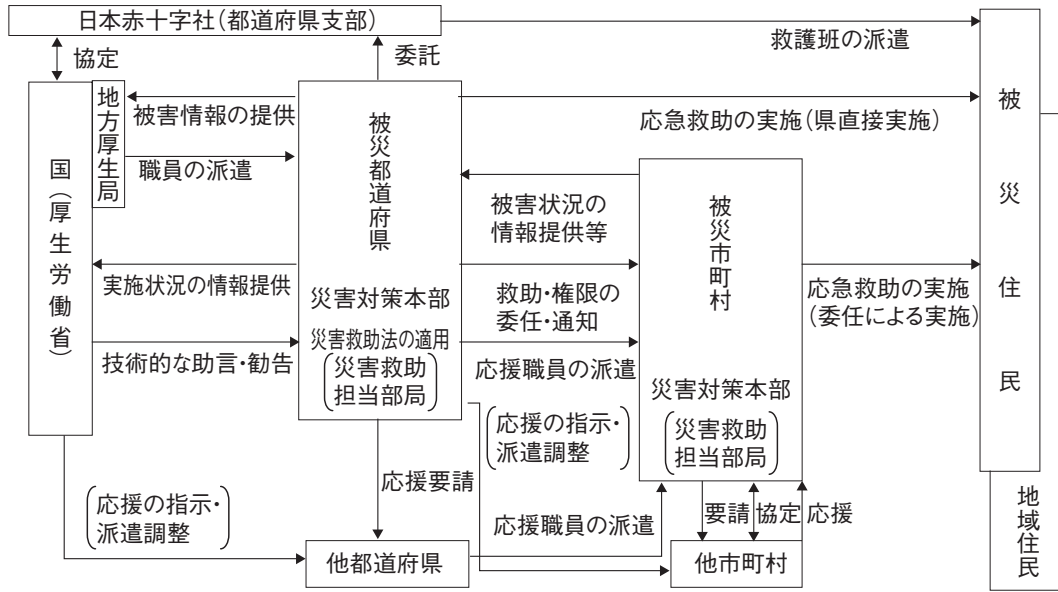 日本赤十字社(都道府県支部)
救護班の派遣
協定
委託
国(厚生労働省)
地方厚生局
被害情報の提供
職員の派遣
実施状況の情報提供
技術的な助言・勧告
被災都道府県
災害対策本部
災害救助法の適用
(災害救助
担当部局)
応急救助の実施(県直接実施)
被害状況の
情報提供等
救助・権限の
委任・通知
応援職員の派遣
(応援の指示・
派遣調整)
被災市町村
災害対策本部
(災害救助
担当部局)
応急救助の実施
(委任による実施)
被災住民
地域住民
(応援の指示・
派遣調整)
応援要請
応援職員の派遣
要請
協定
応援
他都道府県
他市町村